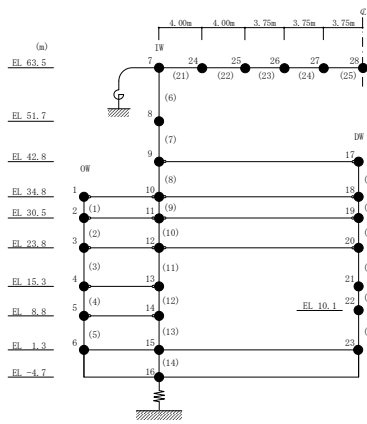 ℄
4.00m 4.00m 3.75m 3.75m 3.75m
(m) IW
EL 63.5 7 24 25 26 27 28
(21) (22) (23) (24) (25)
(6)
EL 51.7 8
(7)
EL 42.8 9 17 DW
OW (8)
EL 34.8 1 10 18
(1) (9)
EL 30.5 2 11 19
(2) (10)
EL 23.8 3 12 20
(3) (11)
EL 15.3 4 13 21
(4) (12) EL 10.1 22
EL 8.8 5 14
(5) (13)
EL 1.3 6 15 23
(14)
EL -4.7 16